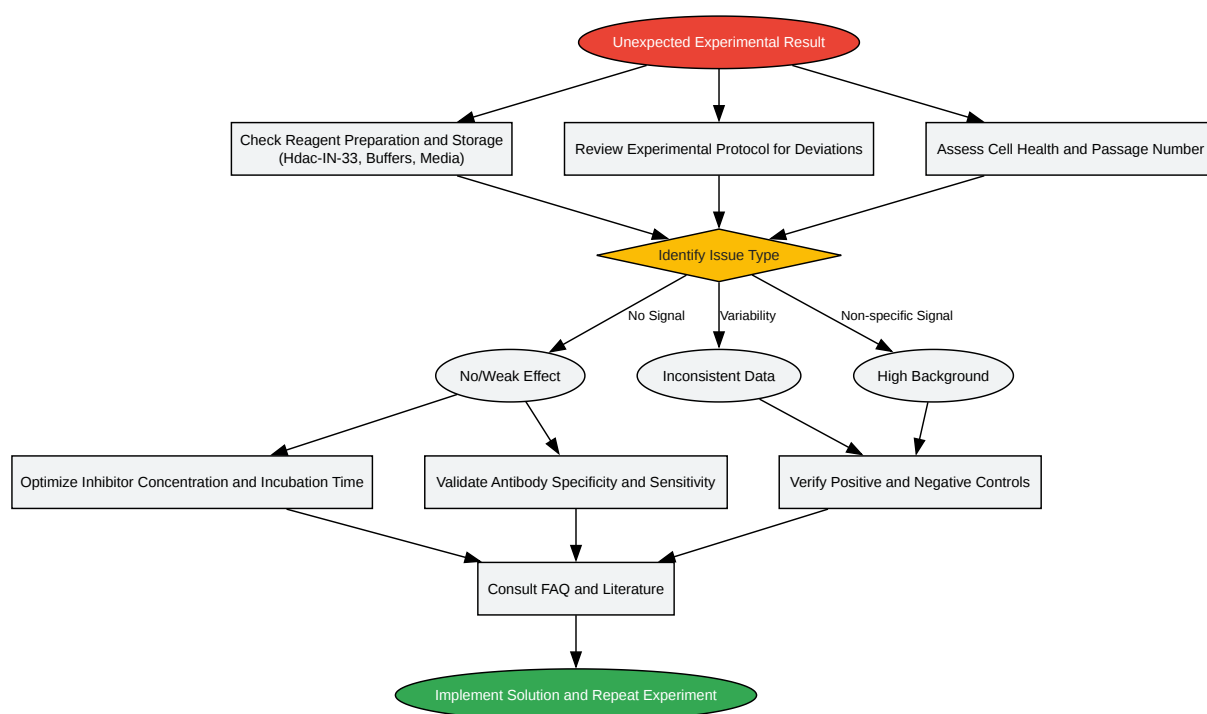 Unexpected Experimental Result
Check Reagent Preparation and Storage
(Hdac-IN-33, Buffers, Media)
Review Experimental Protocol for Deviations
Assess Cell Health and Passage Number
Identify Issue Type
No Signal
Variability
Non-specific Signal
No/Weak Effect
Inconsistent Data
High Background
Optimize Inhibitor Concentration and Incubation Time
Validate Antibody Specificity and Sensitivity
Verify Positive and Negative Controls
Consult FAQ and Literature
Implement Solution and Repeat Experiment